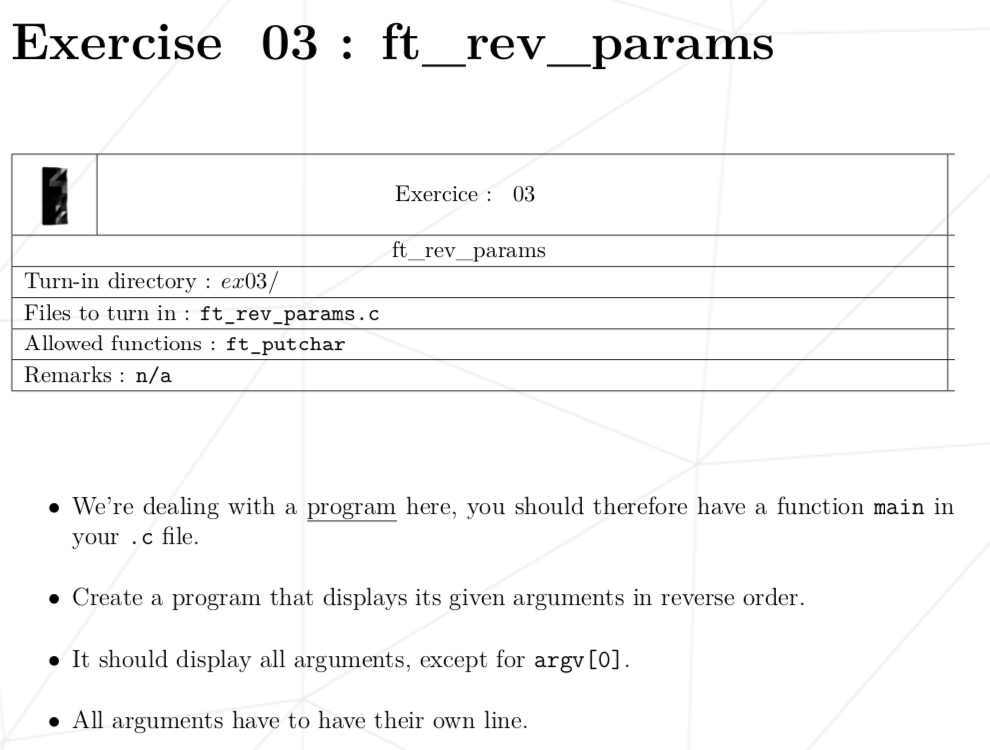 Exercise 03 : ft_rev_params
Exercice : 03
ft_rev_params
Turn-in directory : ex03/
Files to turn in : ft_rev_params.c
Allowed functions : ft_putchar
Remarks : n/a
• We're dealing with a program here, you should therefore have a function main in
your .c file.
• Create a program that displays its given arguments in reverse order.
• It should display all arguments, except for argv[0].
• All arguments have to have their own line.